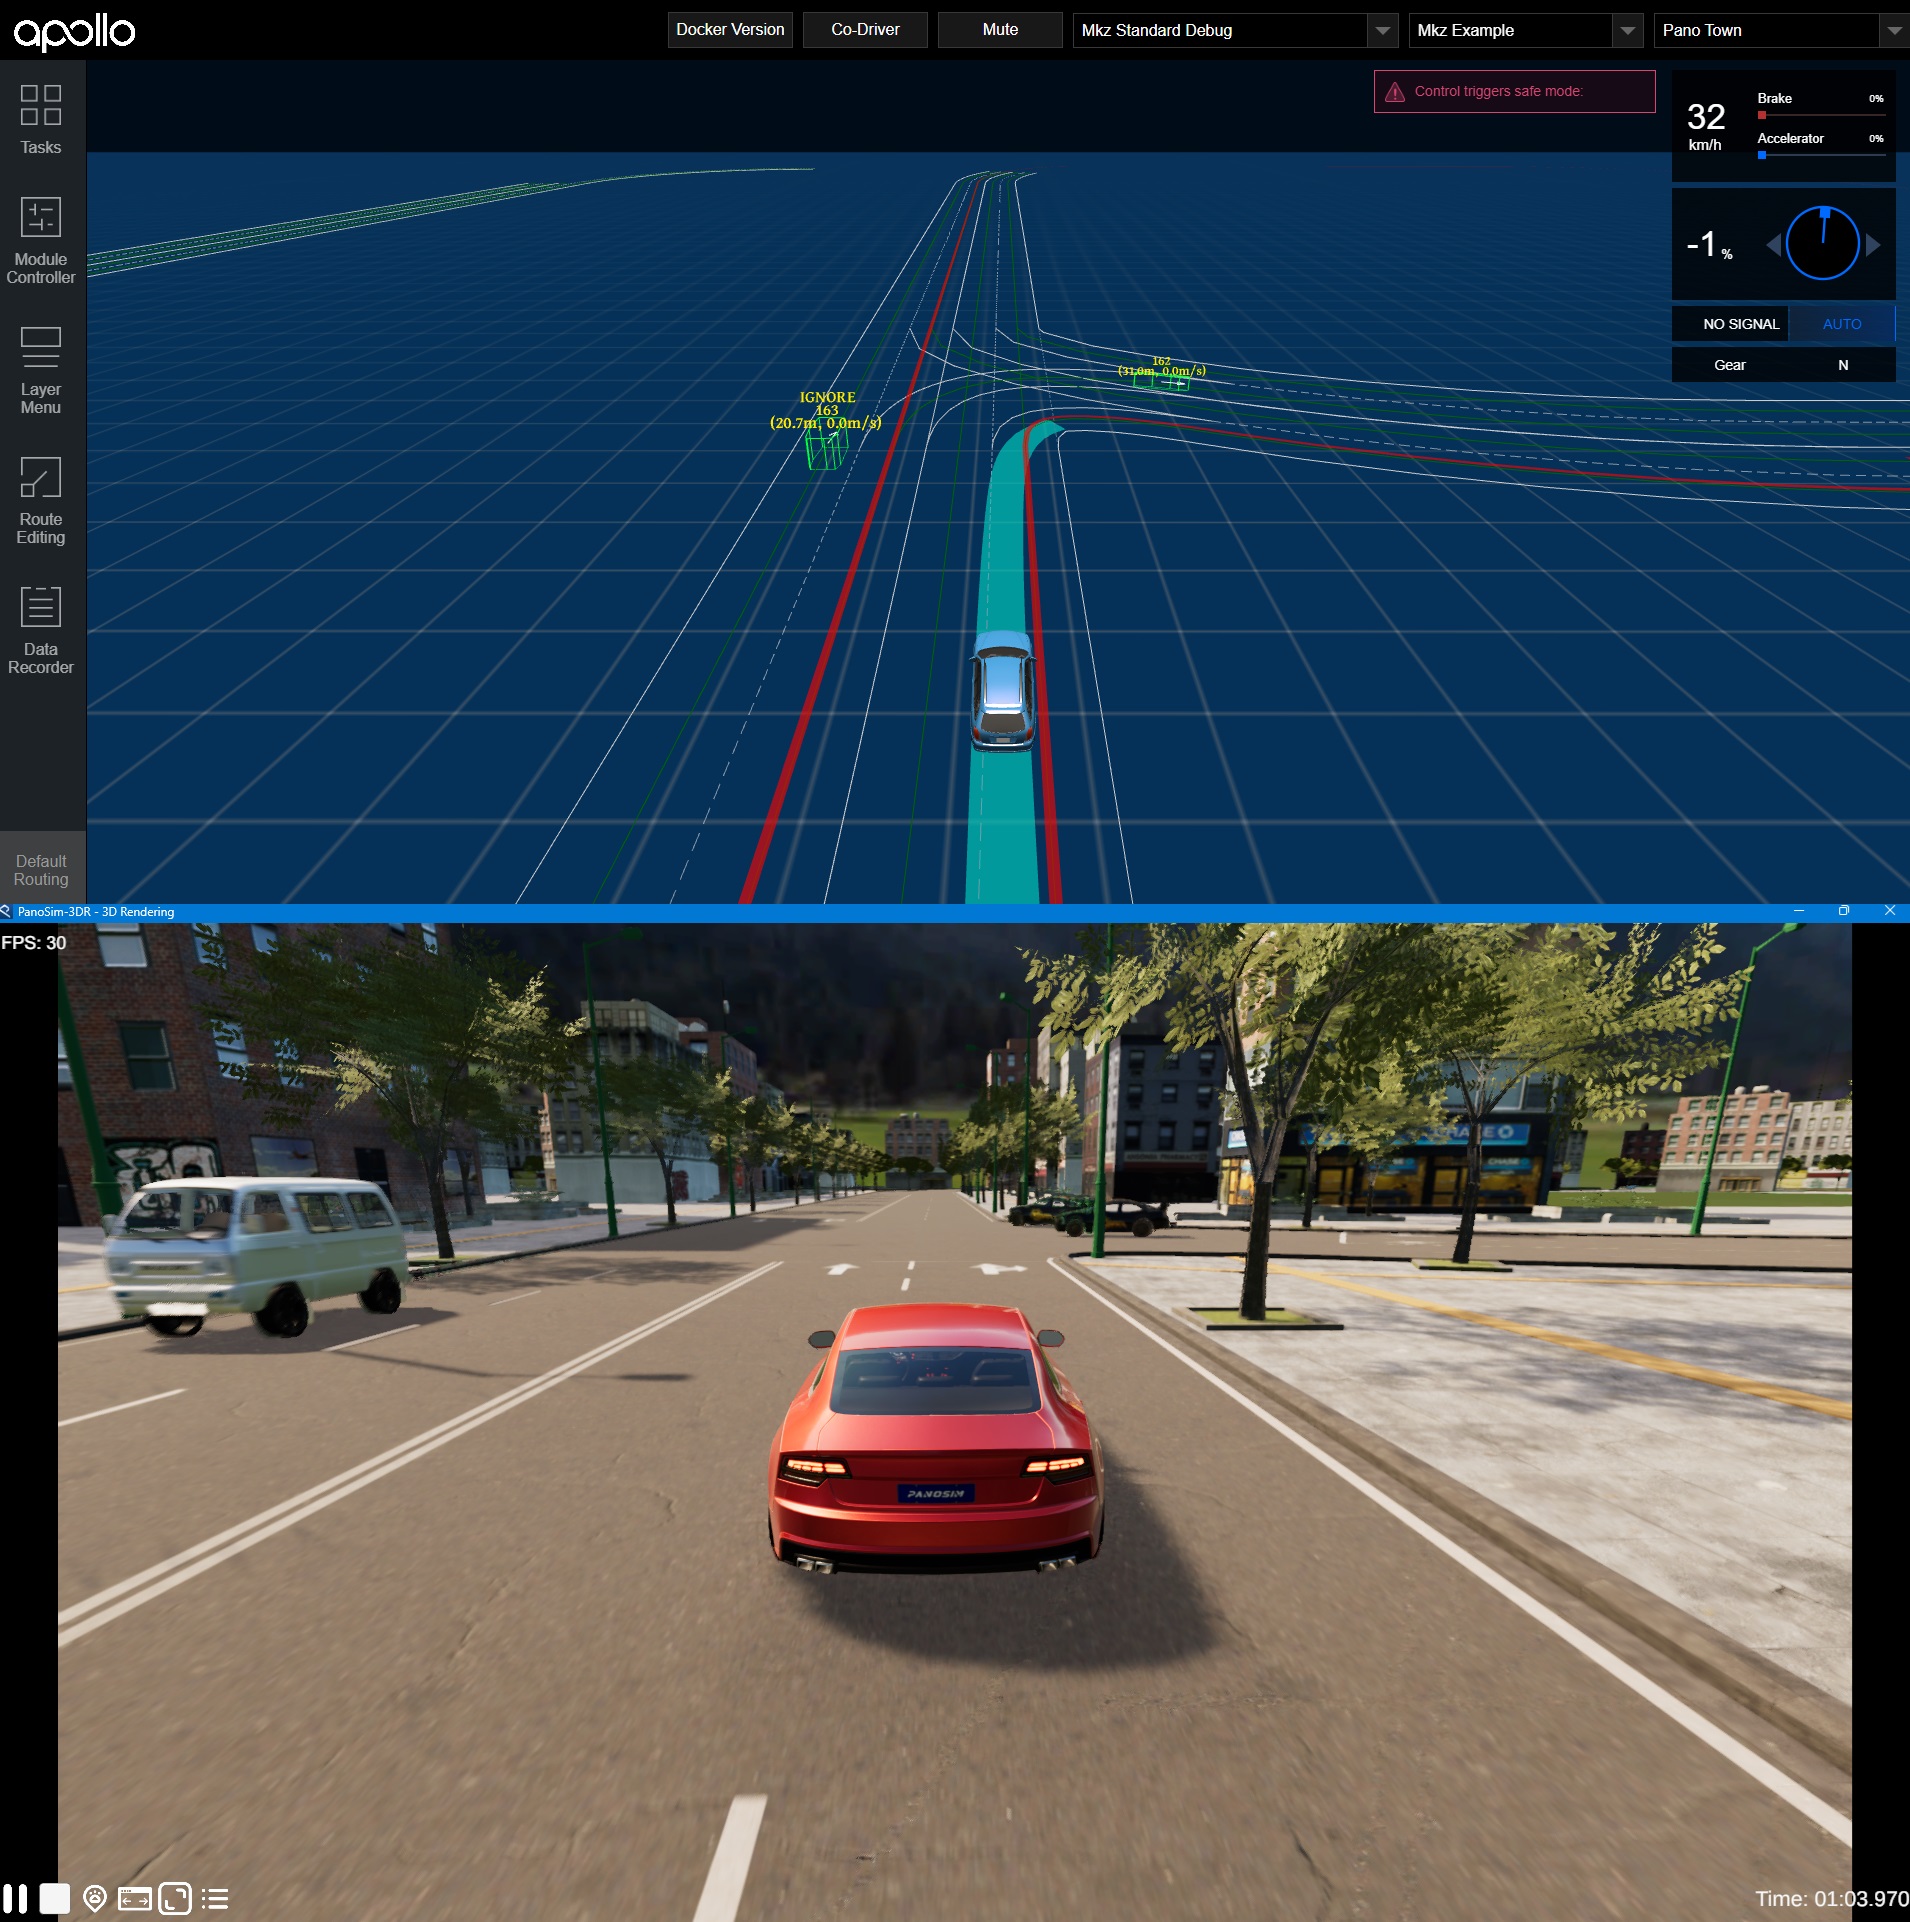 apollo
Docker Version
Co-Driver
Mute
Mkz Standard Debug
Mkz Example
Pano Town
Tasks
Module
Controller
Layer
Menu
Route
Editing
Data
Recorder
Default
Routing
Control triggers safe mode:
32
km/h
Brake
0%
Accelerator
0%
-1 %
NO SIGNAL
AUTO
Gear
N
162
(31.0m, 0.0m/s)
IGNORE
163
(20.7m, 0.0m/s)
PanoSim-3DR - 3D Rendering
FPS: 30
CHASE
CHASE
PANOSIM
Time: 01:03.970